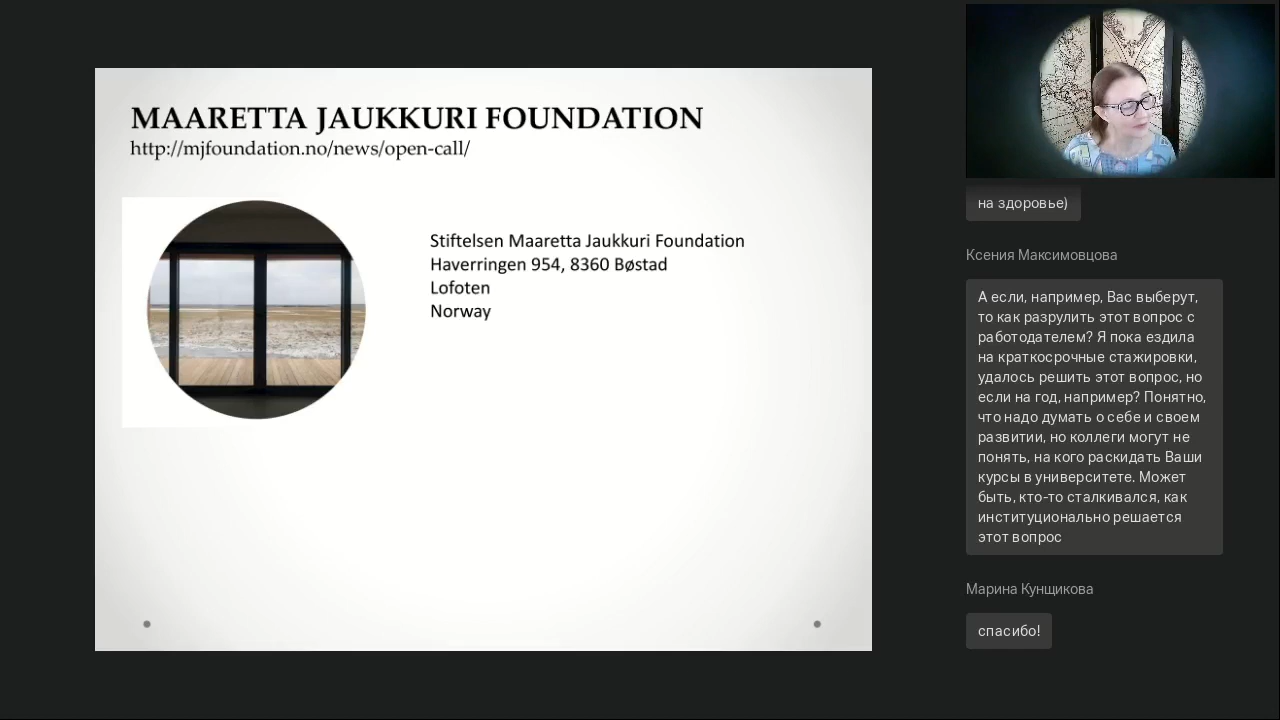 MAARETTA JAUKKURI FOUNDATION
http://mjfoundation.no/news/open-call/
Stiftelsen Maaretta Jaukkuri Foundation
Haverringen 954, 8360 Bøstad
Lofoten
Norway
на здоровье)
Ксения Максимовцова
А если, например, Вас выберут,
то как разрулить этот вопрос с
работодателем? Я пока ездила
на краткосрочные стажировки,
удалось решить этот вопрос, но
если на год, например? Понятно,
что надо думать о себе и своем
развитии, но коллеги могут не
понять, на кого раскидать Ваши
курсы в университете. Может
быть, кто-то сталкивался, как
институционально решается
этот вопрос
Марина Кунщикова
спасибо!